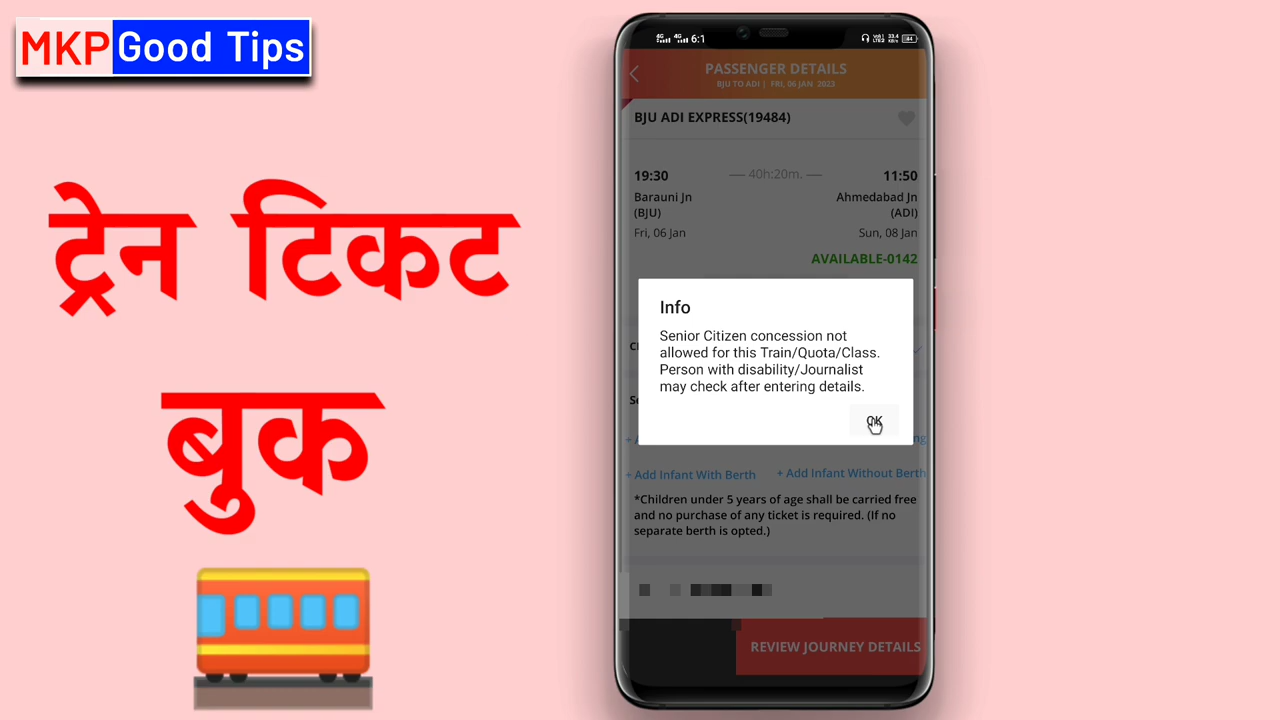 MKP Good Tips
ट्रेन टिकट
बुक
6:1
PASSENGER DETAILS
BJU TO ADI | FRI, 06 JAN 2023
BJU ADI EXPRESS(19484)
19:30 — 40h:20m. — 11:50
Barauni Jn Ahmedabad Jn
(BJU) (ADI)
Fri, 06 Jan Sun, 08 Jan
AVAILABLE-0142
Info
Senior Citizen concession not
allowed for this Train/Quota/Class.
Person with disability/Journalist
may check after entering details.
OK
+ Add Infant With Berth + Add Infant Without Berth
*Children under 5 years of age shall be carried free
and no purchase of any ticket is required. (If no
separate berth is opted.)
REVIEW JOURNEY DETAILS